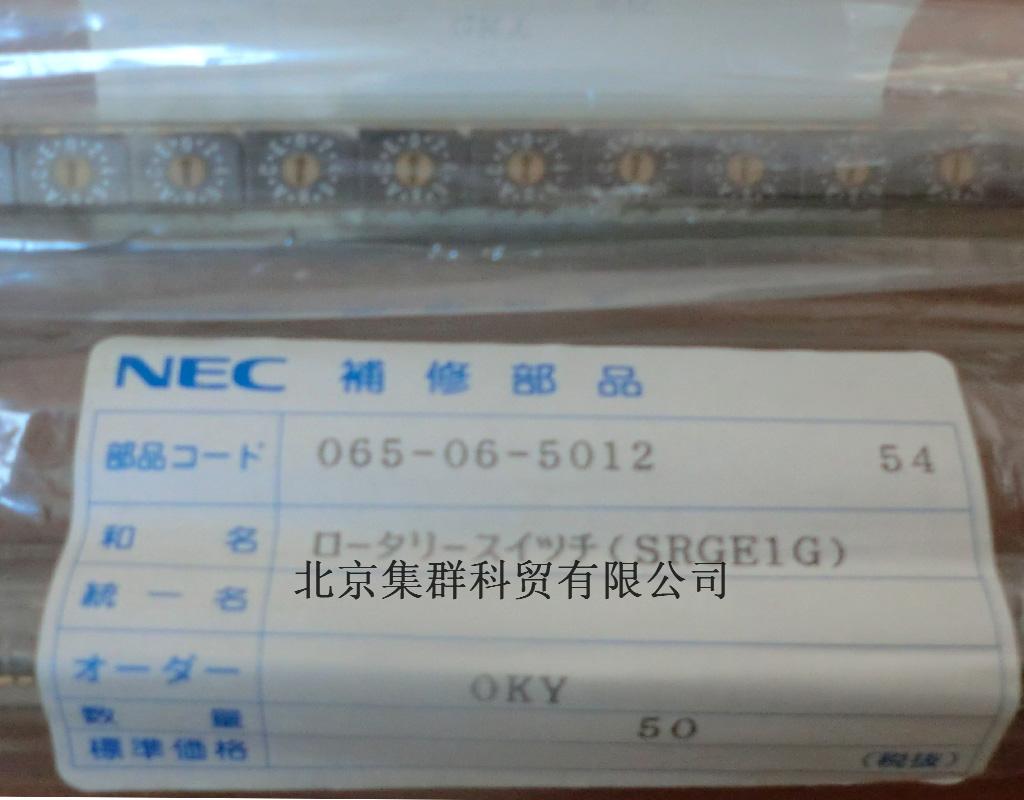 NEC 補修部品
部品コード 065-06-5012 54
和名 ロータリースイッチ(SRGE1G)
北京集群科贸有限公司
統一名
オーダー OKY
数量 50
標準価格 (税抜)